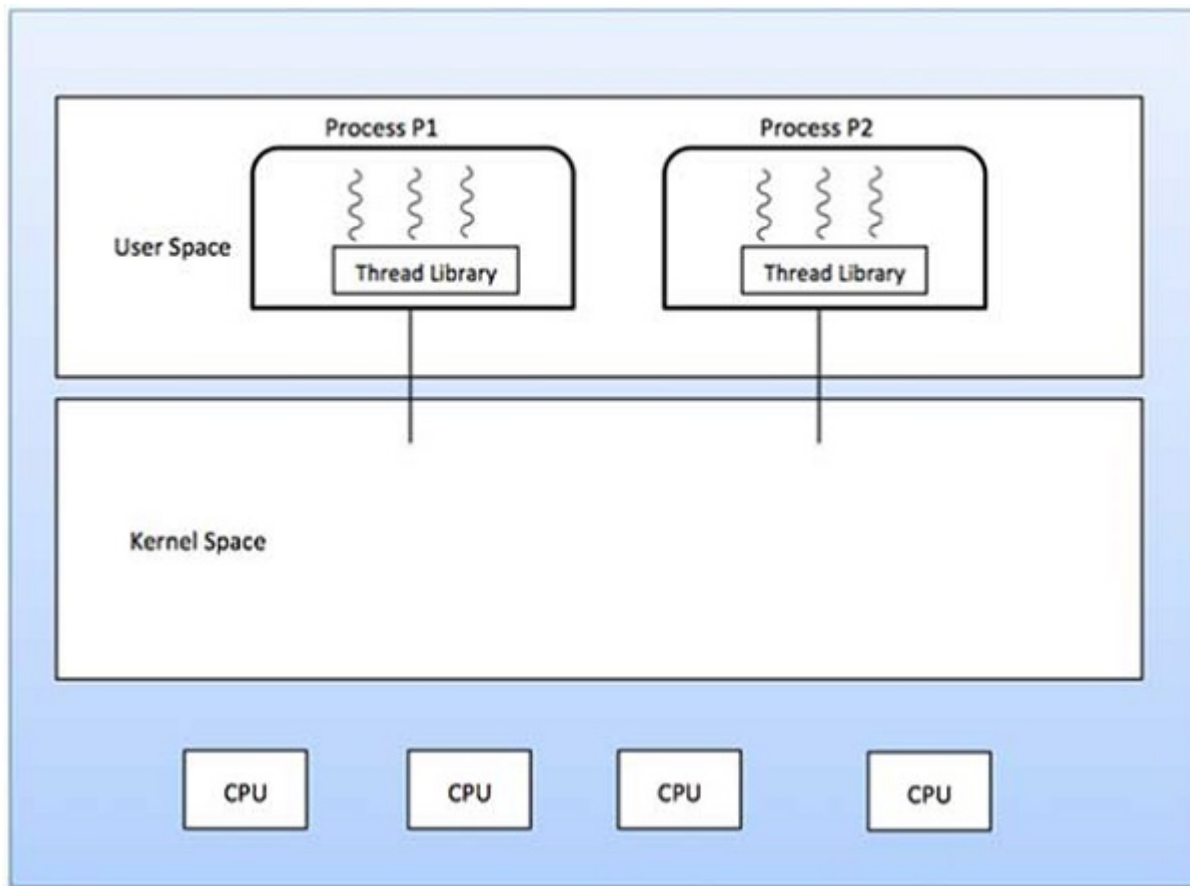 Process P1
Process P2
User Space
Thread Library
Thread Library
Kernel Space
CPU
CPU
CPU
CPU